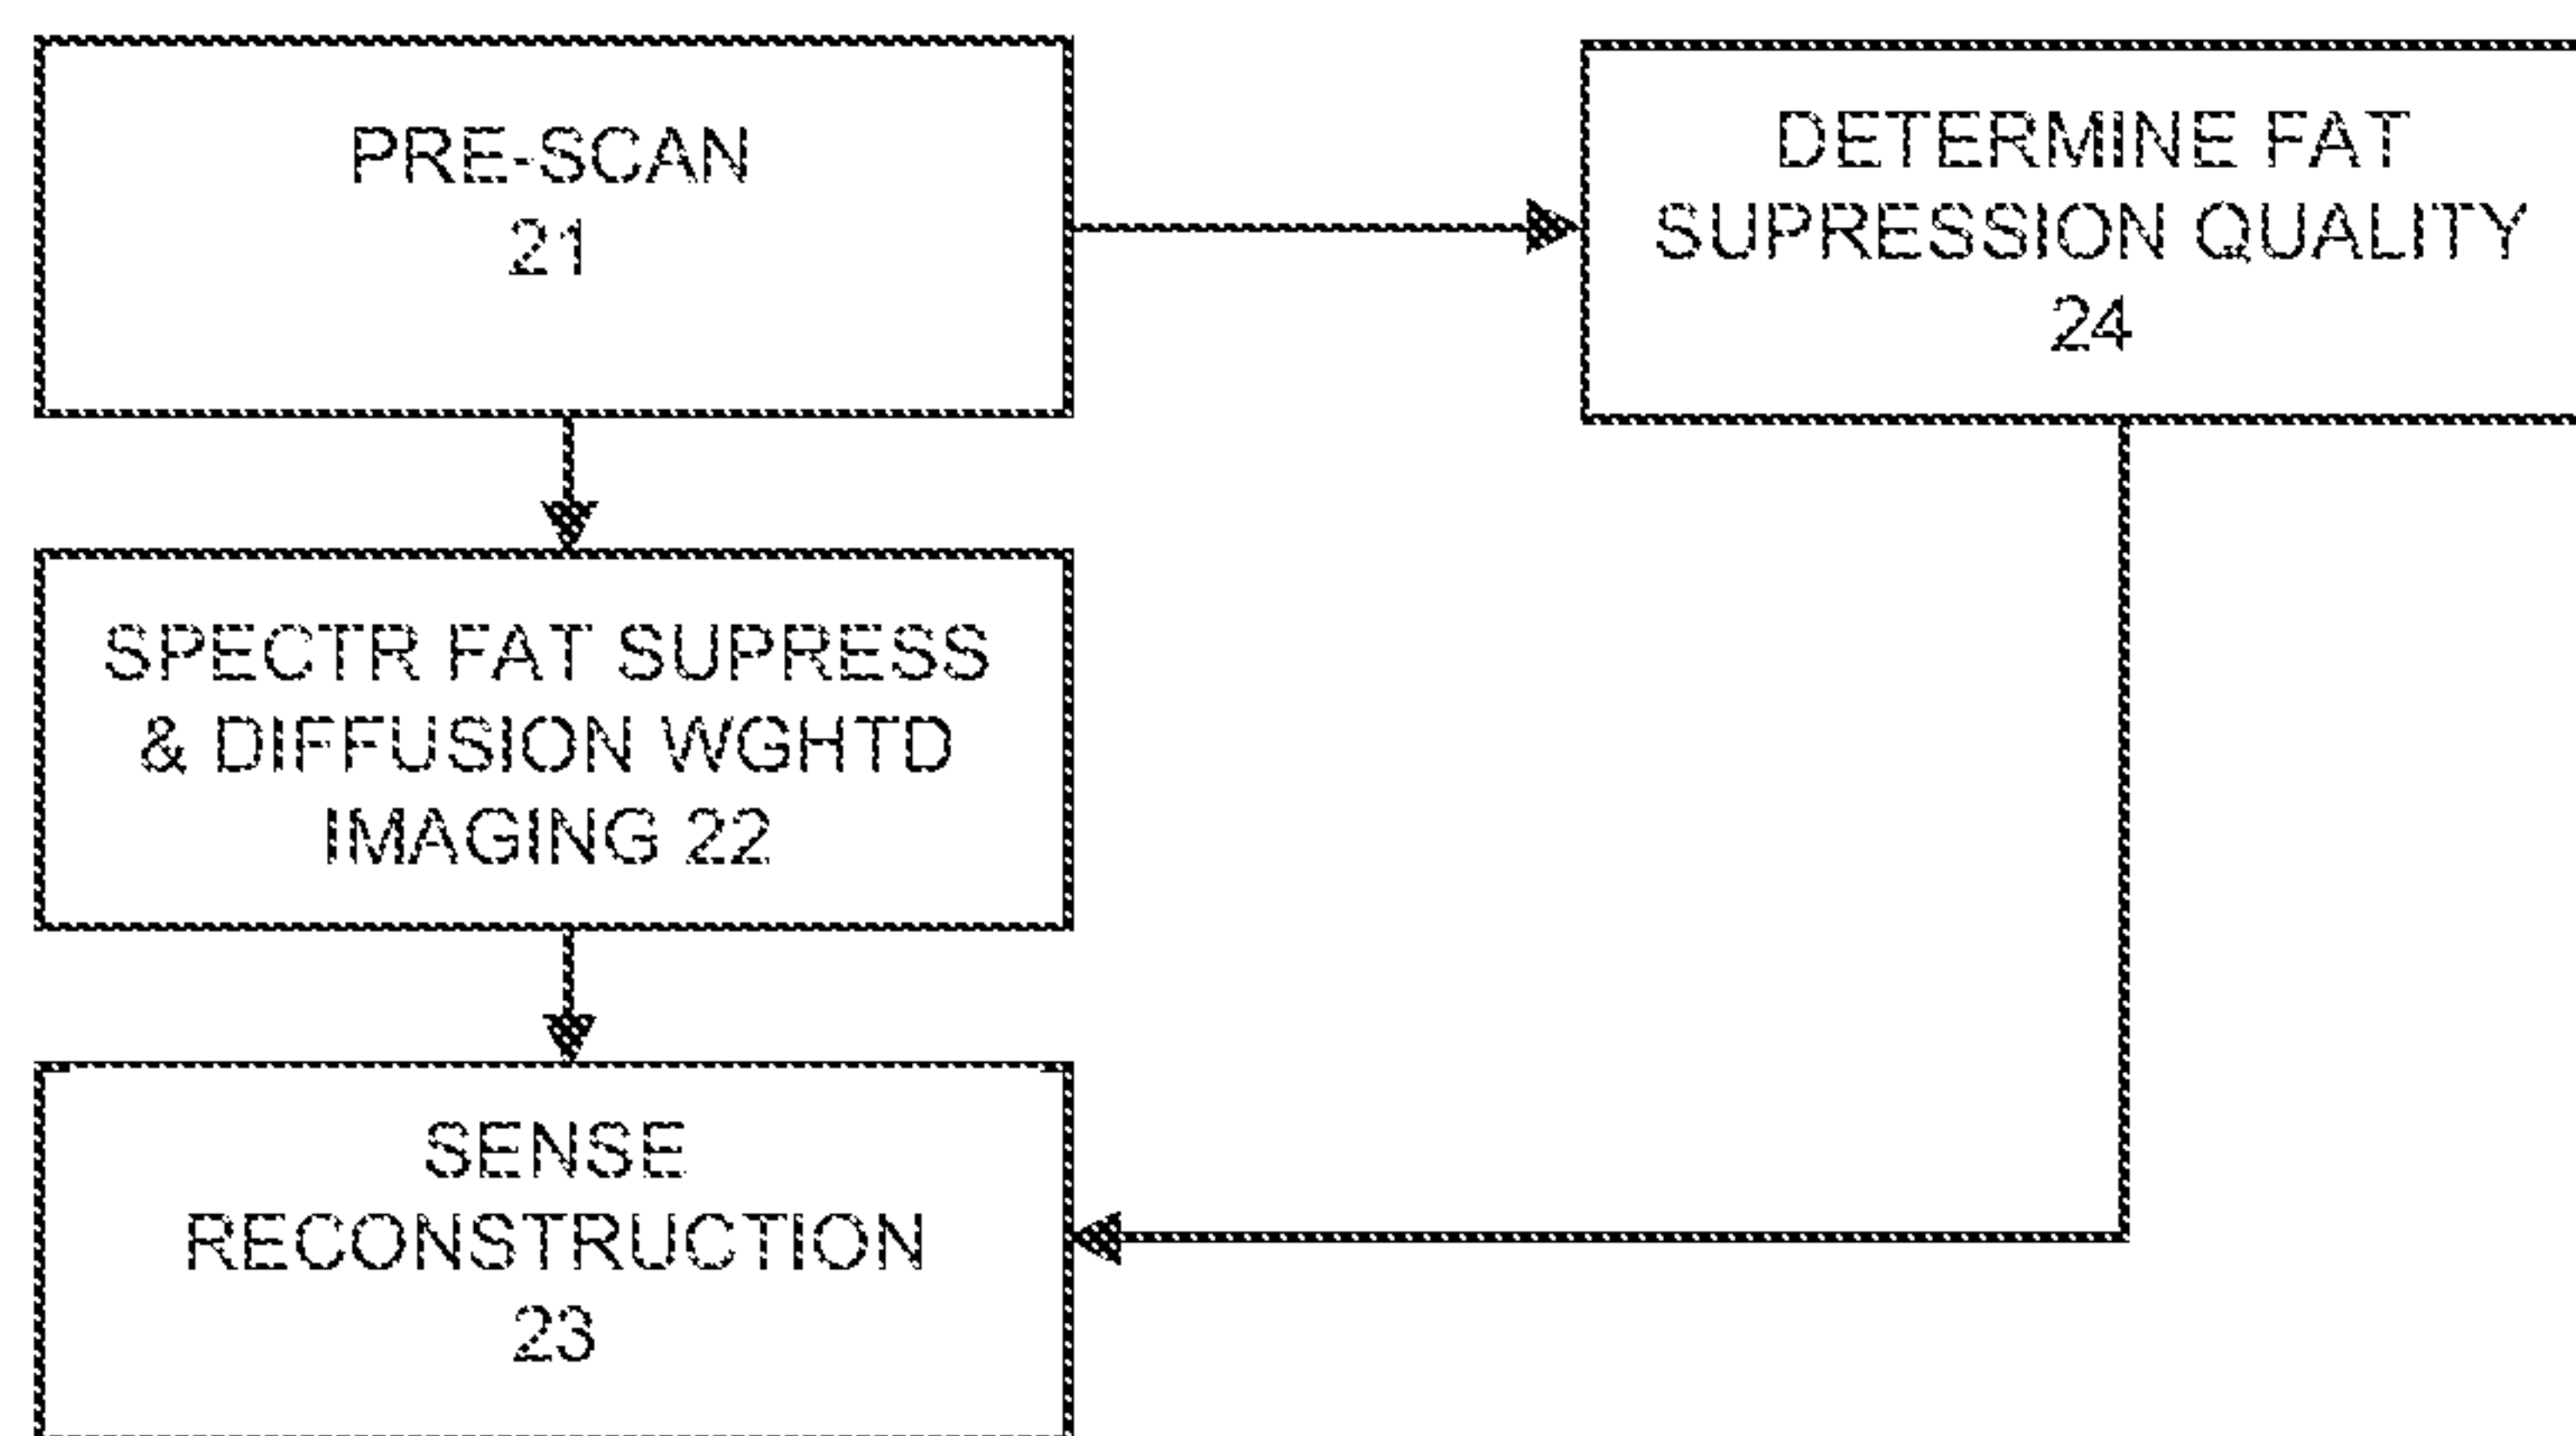 PRE-SCAN
21
DETERMINE FAT
SUPRESSION QUALITY
24
SPECTR FAT SUPRESS
& DIFFUSION WGHTD
IMAGING 22
SENSE
RECONSTRUCTION
23